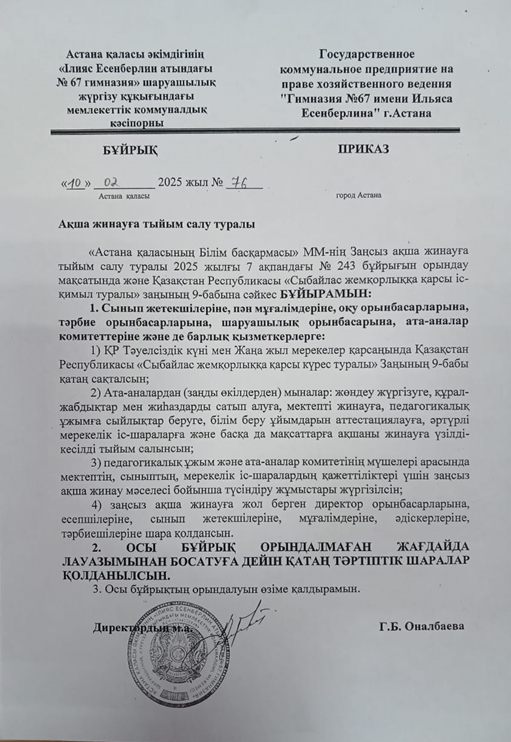 Астана қаласы әкімдігінің
«Ілияс Есенберлин атындағы
№ 67 гимназия» шаруашылық
жүргізу құқығындағы
мемлекеттік коммуналдық
кәсіпорны
Государственное
коммунальное предприятие на
праве хозяйственного ведения
"Гимназия №67 имени Ильяса
Есенберлина" г.Астана
БҰЙРЫҚ
ПРИКАЗ
«10» 02 2025 жыл № 76
Астана қаласы
город Астана
Ақша жинауға тыйым салу туралы
«Астана қаласының Білім басқармасы» ММ-нің Заңсыз ақша жинауға
тыйым салу туралы 2025 жылғы 7 ақпандағы № 243 бұйрығын орындау
мақсатында және Қазақстан Республикасы «Сыбайлас жемқорлыққа қарсы іс-
қимыл туралы» заңының 9-бабына сәйкес БҰЙЫРАМЫН:
1. Сынып жетекшілеріне, пән мұғалімдеріне, оқу орынбасарларына,
тәрбие орынбасарларына, шаруашылық орынбасарына, ата-аналар
комитеттеріне және де барлық қызметкерлерге:
1) ҚР Тәуелсіздік күні мен Жаңа жыл мерекелер қарсаңында Қазақстан
Республикасы «Сыбайлас жемқорлыққа қарсы күрес туралы» Заңының 9-бабы
қатаң сақталсын;
2) Ата-аналардан (заңды өкілдерден) мыналар: жөндеу жүргізуге, құрал-
жабдықтар мен жиһаздарды сатып алуға, мектепті жинауға, педагогикалық
ұжымға сыйлықтар беруге, білім беру ұйымдарын аттестациялауға, әртүрлі
мерекелік іс-шараларға және басқа да мақсаттарға ақшаны жинауға үзілді-
кесілді тыйым салынсын;
3) педагогикалық ұжым және ата-аналар комитетінің мүшелері арасында
мектептің, сыныптың, мерекелік іс-шаралардың қажеттіліктері үшін заңсыз
ақша жинау мәселесі бойынша түсіндіру жұмыстары жүргізілсін;
4) заңсыз ақша жинауға жол берген директор орынбасарларына,
есепшілеріне, сынып жетекшілеріне, мұғалімдеріне, әдіскерлеріне,
тәрбиешілеріне шара қолдансын.
2. ОСЫ БҰЙРЫҚ ОРЫНДАЛМАҒАН ЖАҒДАЙДА
ЛАУАЗЫМЫНАН БОСАТУҒА ДЕЙІН ҚАТАҢ ТӘРТІПТІК ШАРАЛАР
ҚОЛДАНЫЛСЫН.
3. Осы бұйрықтың орындалуын өзіме қалдырамын.
Директордың м.а.
Г.Б. Оналбаева